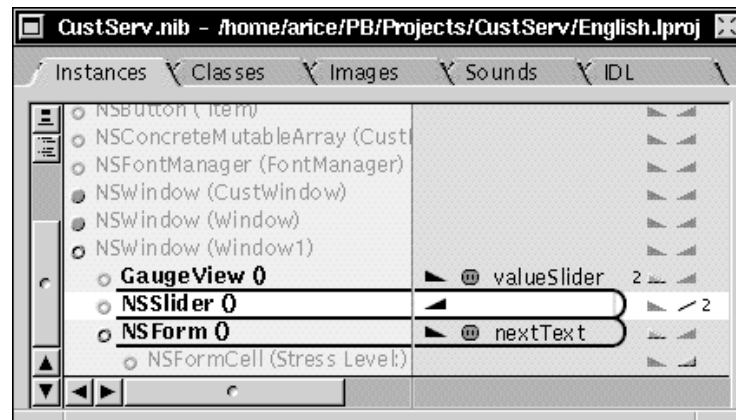 CustServ.nib – /home/arice/PB/Projects/CustServ/English.lproj
Instances Classes Images Sounds IDL
NSButton ( Item)
NSConcreteMutableArray (Cust
NSFontManager (FontManager)
NSWindow (CustWindow)
NSWindow (Window)
NSWindow (Window1)
GaugeView () valueSlider 2
NSSlider () 2
NSForm () nextText
NSFormCell (Stress Level:)